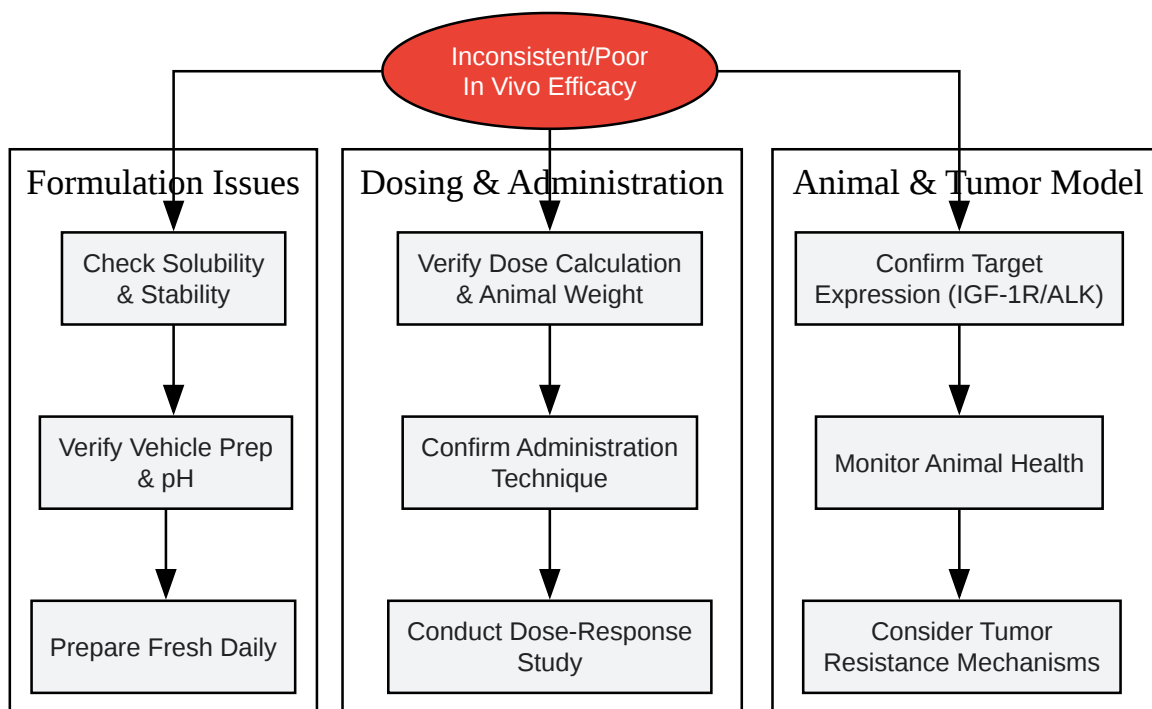 Inconsistent/Poor
In Vivo Efficacy
Formulation Issues
Check Solubility
& Stability
Verify Vehicle Prep
& pH
Prepare Fresh Daily
Dosing & Administration
Verify Dose Calculation
& Animal Weight
Confirm Administration
Technique
Conduct Dose-Response
Study
Animal & Tumor Model
Confirm Target
Expression (IGF-1R/ALK)
Monitor Animal Health
Consider Tumor
Resistance Mechanisms